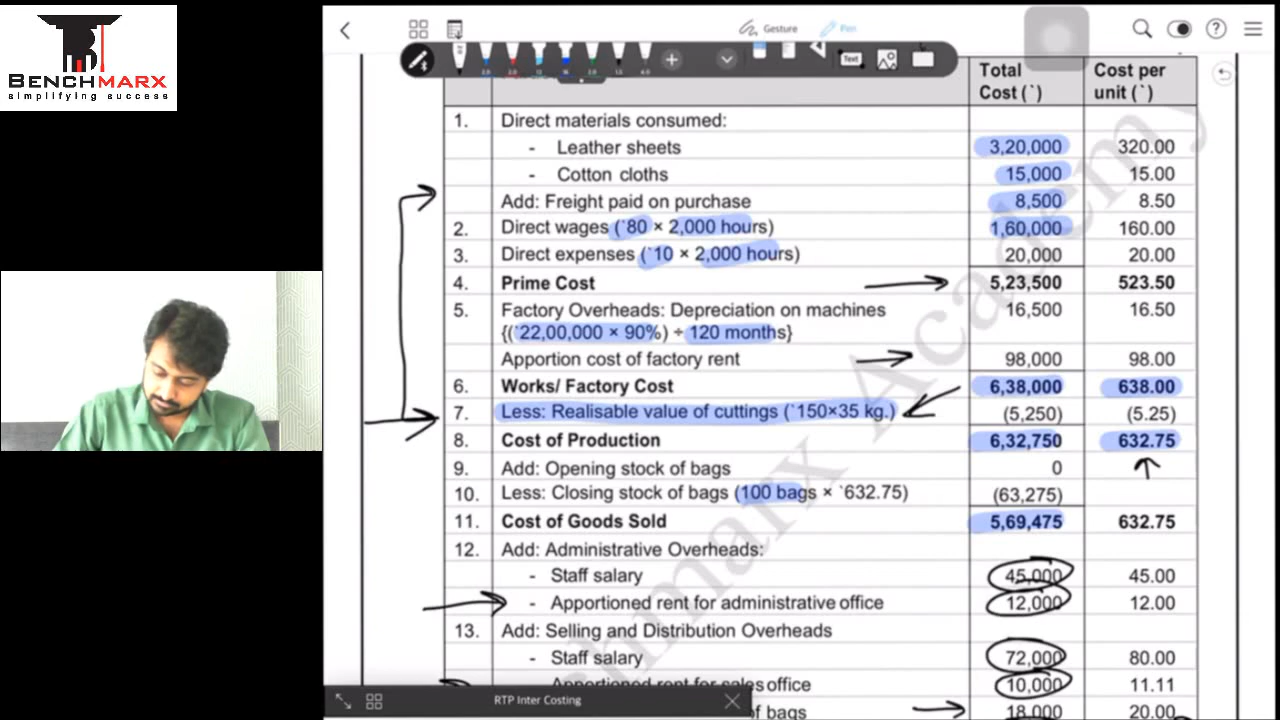 BENCHMARX
simplifying success
Gesture
Pen
Text
Total Cost (`)
Cost per unit (`)
1. Direct materials consumed:
- Leather sheets 3,20,000 320.00
- Cotton cloths 15,000 15.00
Add: Freight paid on purchase 8,500 8.50
2. Direct wages (`80 × 2,000 hours) 1,60,000 160.00
3. Direct expenses (`10 × 2,000 hours) 20,000 20.00
4. Prime Cost 5,23,500 523.50
5. Factory Overheads: Depreciation on machines 16,500 16.50
{(`22,00,000 × 90%) ÷ 120 months}
Apportion cost of factory rent 98,000 98.00
6. Works/ Factory Cost 6,38,000 638.00
7. Less: Realisable value of cuttings (`150×35 kg.) (5,250) (5.25)
8. Cost of Production 6,32,750 632.75
9. Add: Opening stock of bags 0
10. Less: Closing stock of bags (100 bags × `632.75) (63,275)
11. Cost of Goods Sold 5,69,475 632.75
12. Add: Administrative Overheads:
- Staff salary 45,000 45.00
- Apportioned rent for administrative office 12,000 12.00
13. Add: Selling and Distribution Overheads
- Staff salary 72,000 80.00
Apportioned rent for sales office 10,000 11.11
of bags 18,000 20.00
RTP Inter Costing
chmarx Academy